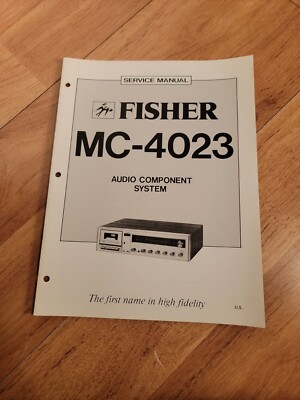 SERVICE MANUAL
FISHER
MC-4023
AUDIO COMPONENT
SYSTEM
The first name in high fidelity
U.S.